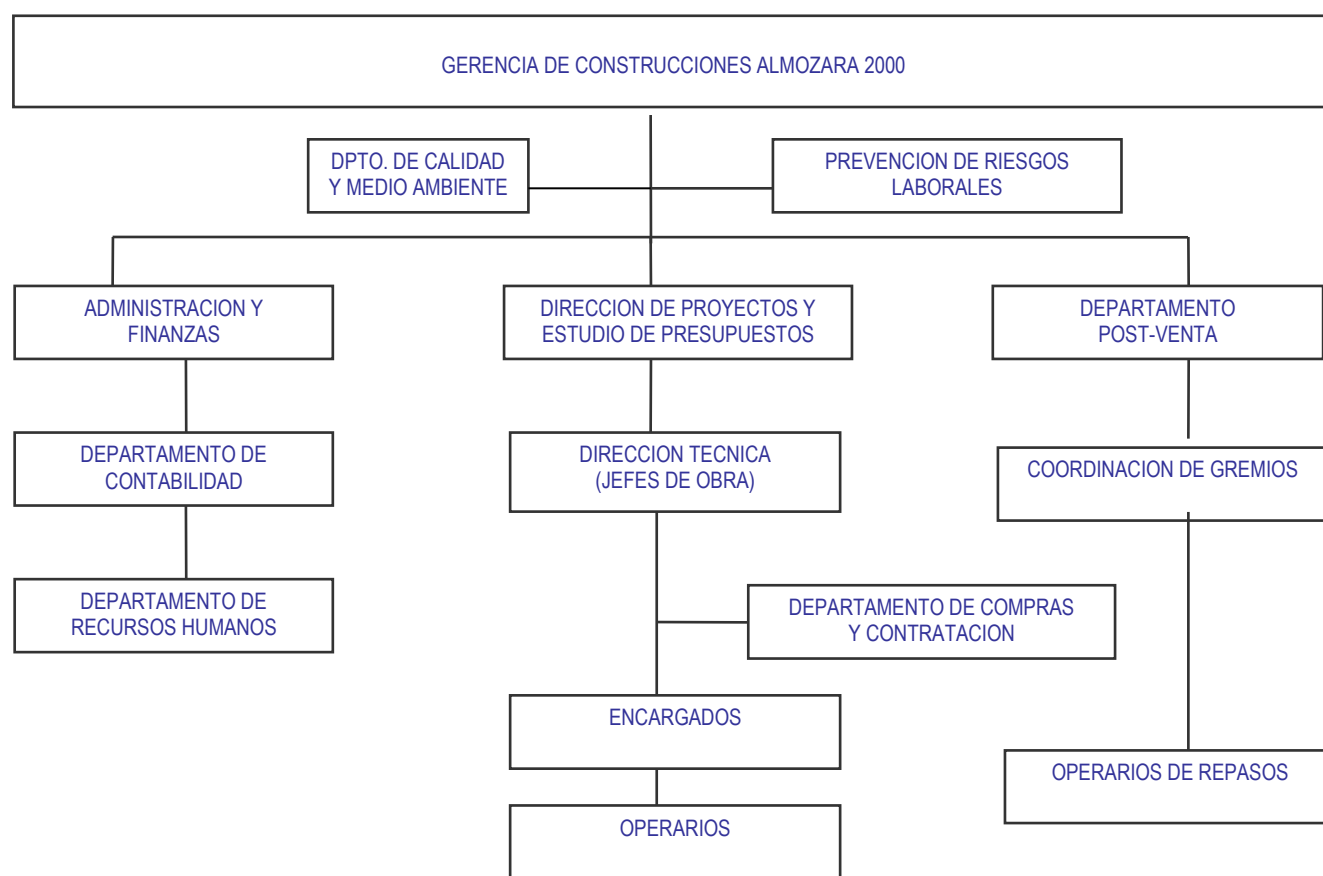 GERENCIA DE CONSTRUCCIONES ALMOZARA 2000
DPTO. DE CALIDAD
Y MEDIO AMBIENTE
PREVENCION DE RIESGOS
LABORALES
ADMINISTRACION Y
FINANZAS
DIRECCION DE PROYECTOS Y
ESTUDIO DE PRESUPUESTOS
DEPARTAMENTO
POST-VENTA
DEPARTAMENTO DE
CONTABILIDAD
DIRECCION TECNICA
(JEFES DE OBRA)
COORDINACION DE GREMIOS
DEPARTAMENTO DE
RECURSOS HUMANOS
DEPARTAMENTO DE COMPRAS
Y CONTRATACION
ENCARGADOS
OPERARIOS DE REPASOS
OPERARIOS